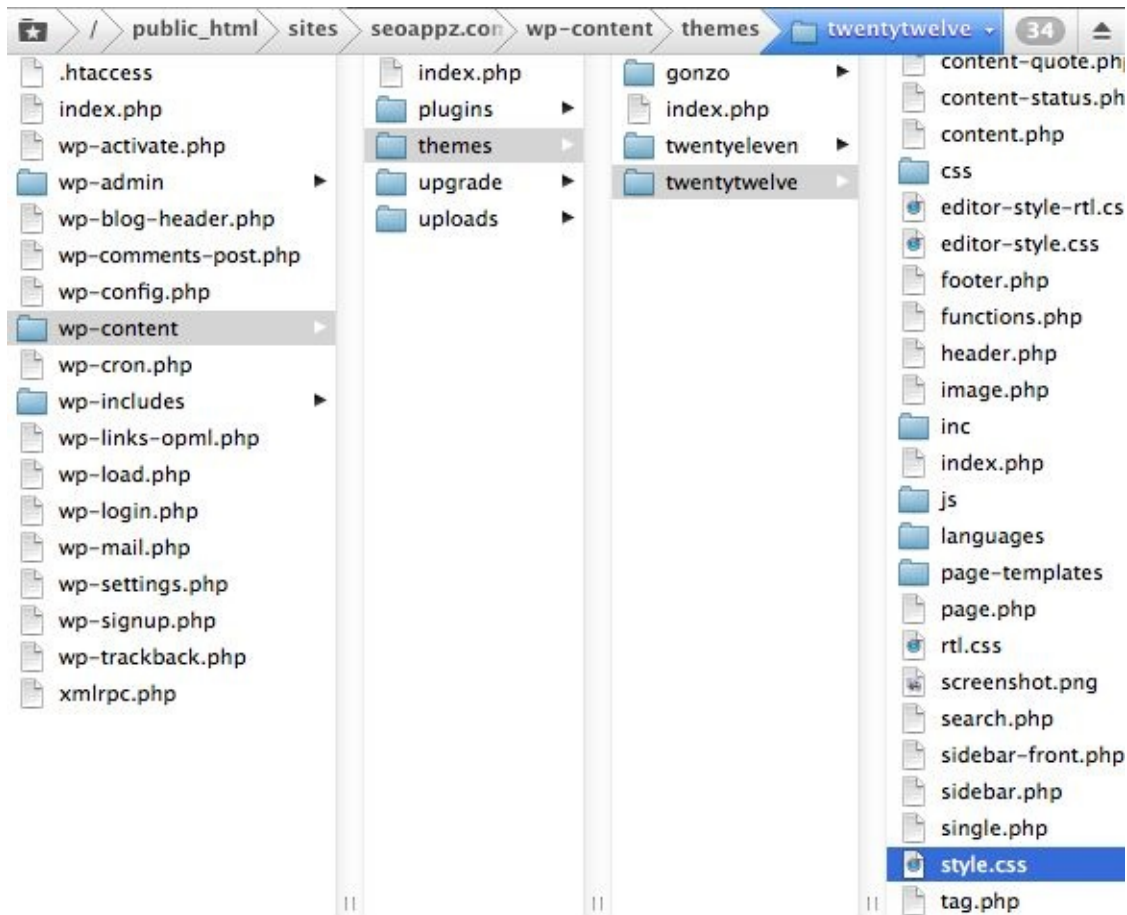 / public_html sites seoappz.con wp-content themes twentytwelve 34
.htaccess
index.php
wp-activate.php
wp-admin
wp-blog-header.php
wp-comments-post.php
wp-config.php
wp-content
wp-cron.php
wp-includes
wp-links-opml.php
wp-load.php
wp-login.php
wp-mail.php
wp-settings.php
wp-signup.php
wp-trackback.php
xmlrpc.php
index.php
plugins
themes
upgrade
uploads
gonzo
index.php
twentyeleven
twentytwelve
content-quote.php
content-status.ph
content.php
css
editor-style-rtl.cs
editor-style.css
footer.php
functions.php
header.php
image.php
inc
index.php
js
languages
page-templates
page.php
rtl.css
screenshot.png
search.php
sidebar-front.php
sidebar.php
single.php
style.css
tag.php